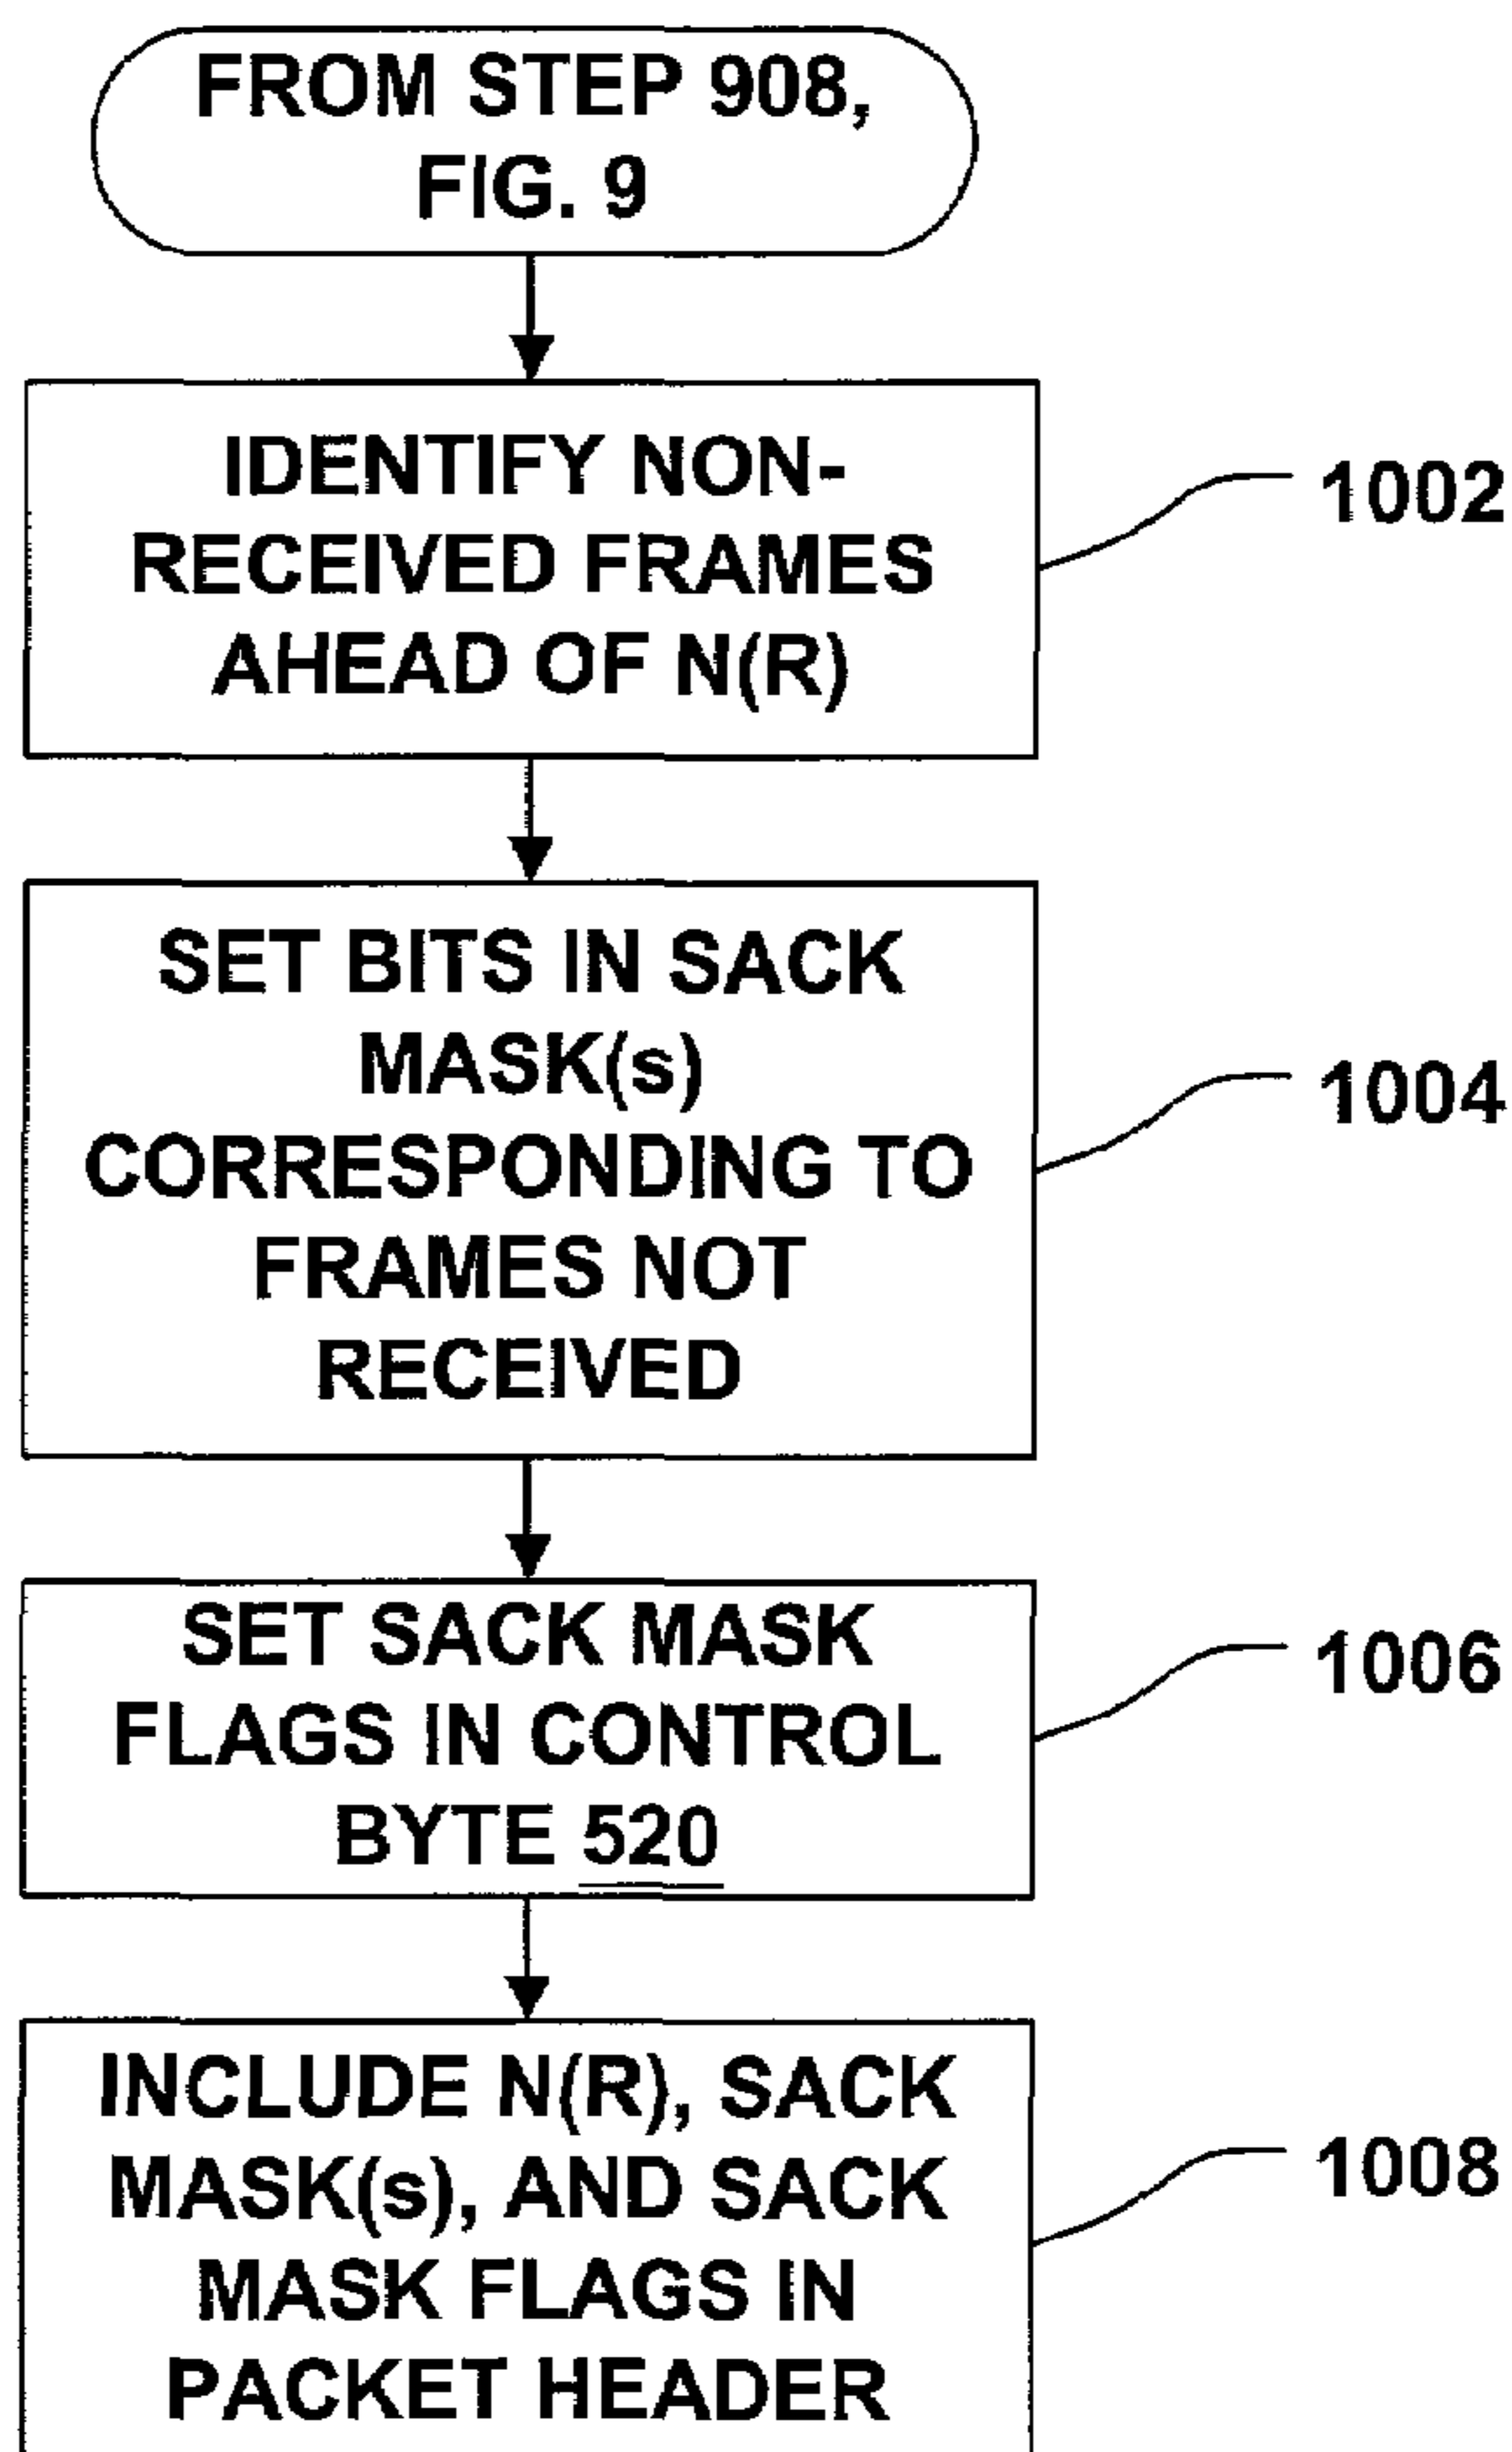 FROM STEP 908,
FIG. 9
IDENTIFY NON-
RECEIVED FRAMES
AHEAD OF N(R)
1002
SET BITS IN SACK
MASK(s)
CORRESPONDING TO
FRAMES NOT
RECEIVED
1004
SET SACK MASK
FLAGS IN CONTROL
BYTE 520
1006
INCLUDE N(R), SACK
MASK(s), AND SACK
MASK FLAGS IN
PACKET HEADER
1008